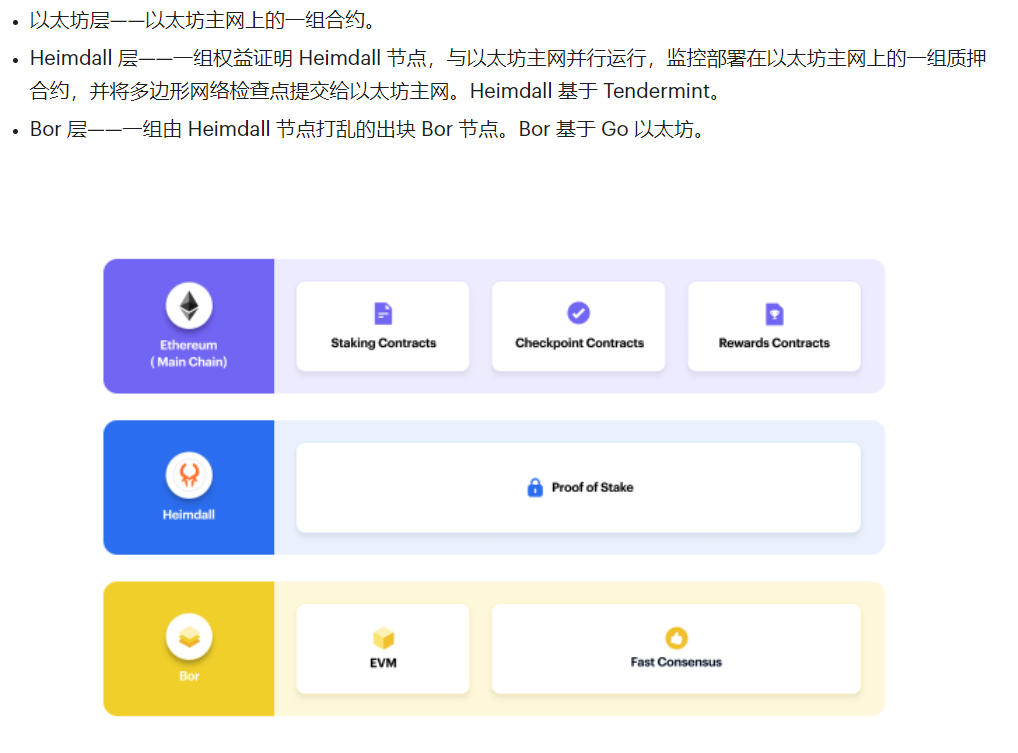 以太坊层——以太坊主网上的一组合约。
Heimdall 层——一组权益证明 Heimdall 节点，与以太坊主网并行运行，监控部署在以太坊主网上的一组质押
合约，并将多边形网络检查点提交给以太坊主网。Heimdall 基于 Tendermint。
Bor 层——一组由 Heimdall 节点打乱的出块 Bor 节点。Bor 基于 Go 以太坊。
Ethereum
( Main Chain)
Staking Contracts
Checkpoint Contracts
Rewards Contracts
Heimdall
Proof of Stake
Bor
EVM
Fast Consensus